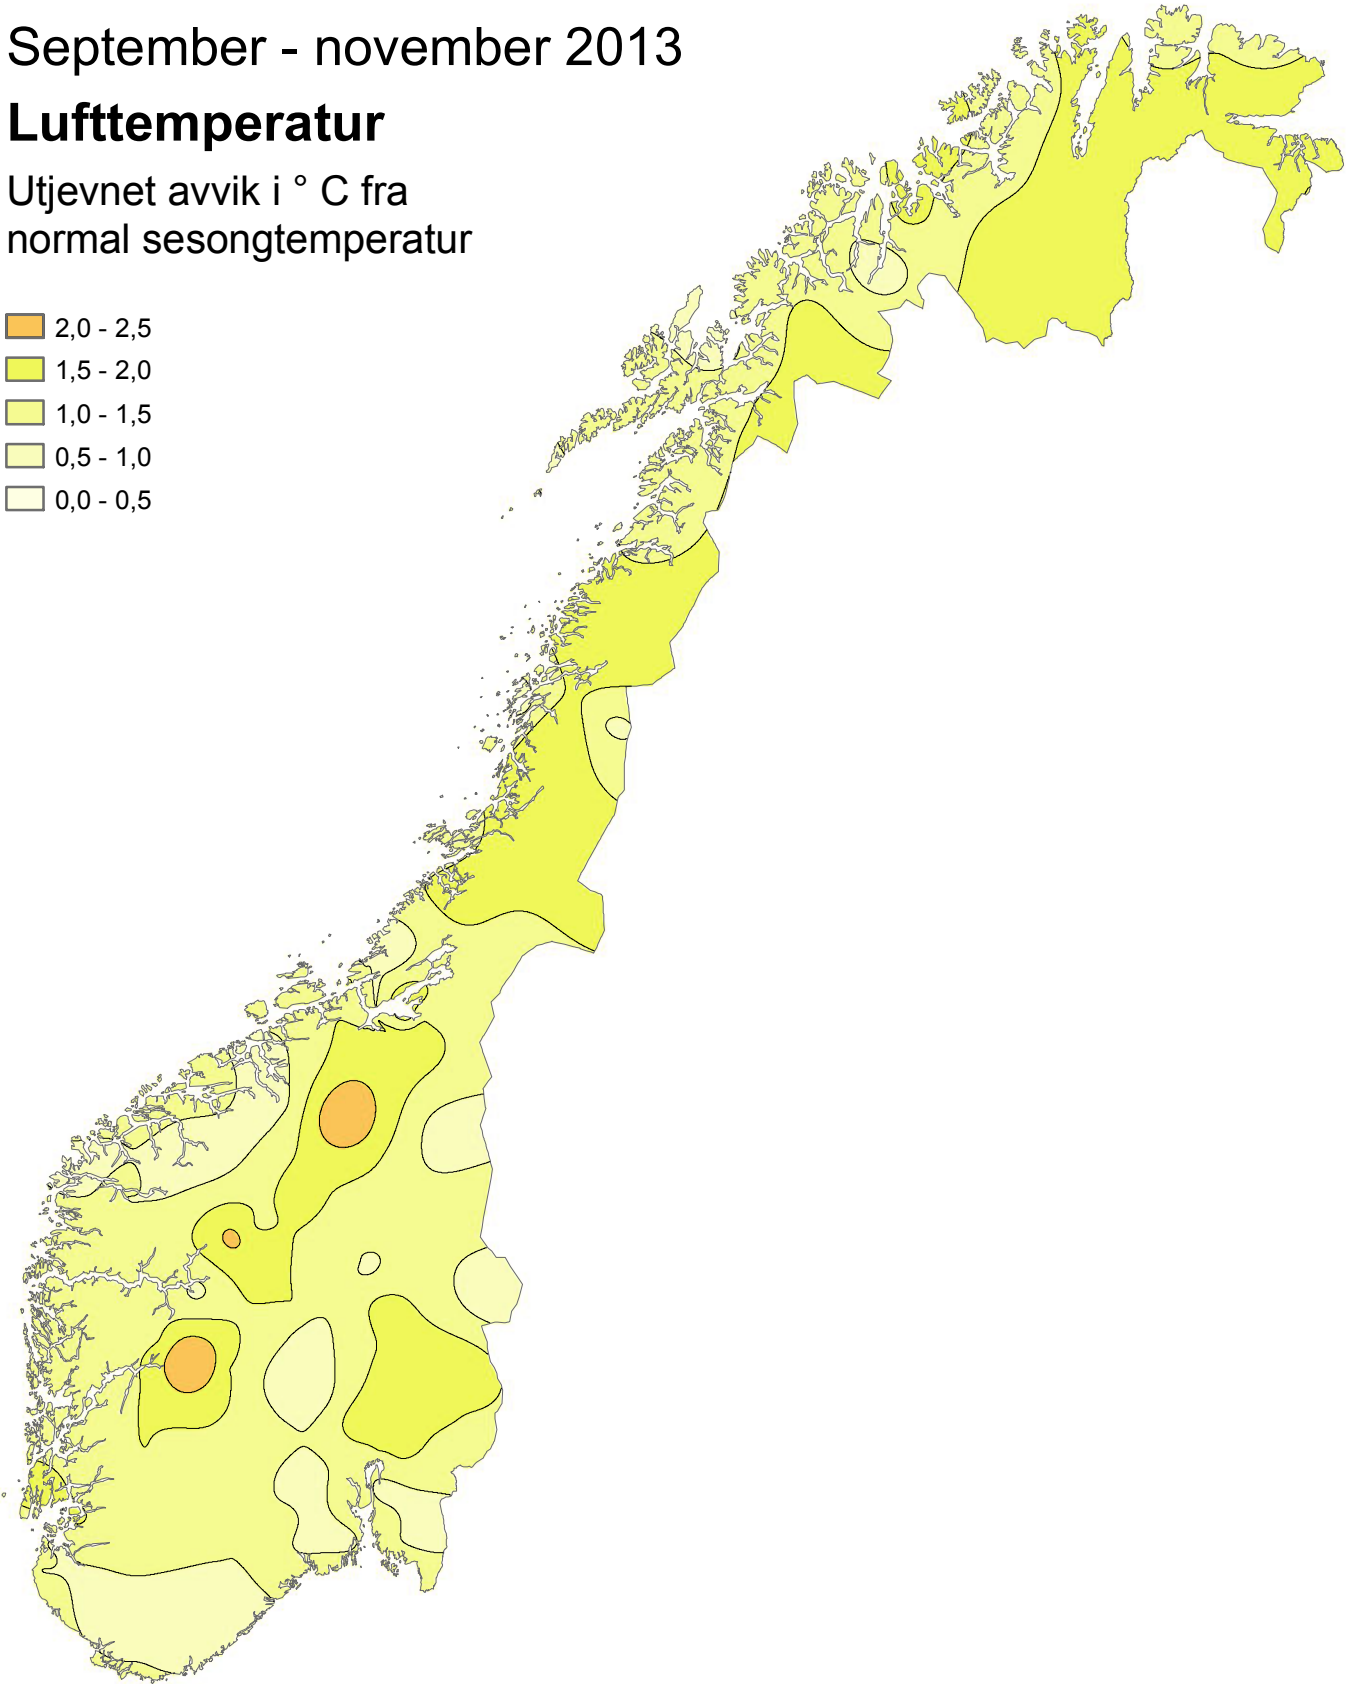 September - november 2013
Lufttemperatur
Utjevnet avvik i ° C fra
normal sesongtemperatur
2,0 - 2,5
1,5 - 2,0
1,0 - 1,5
0,5 - 1,0
0,0 - 0,5